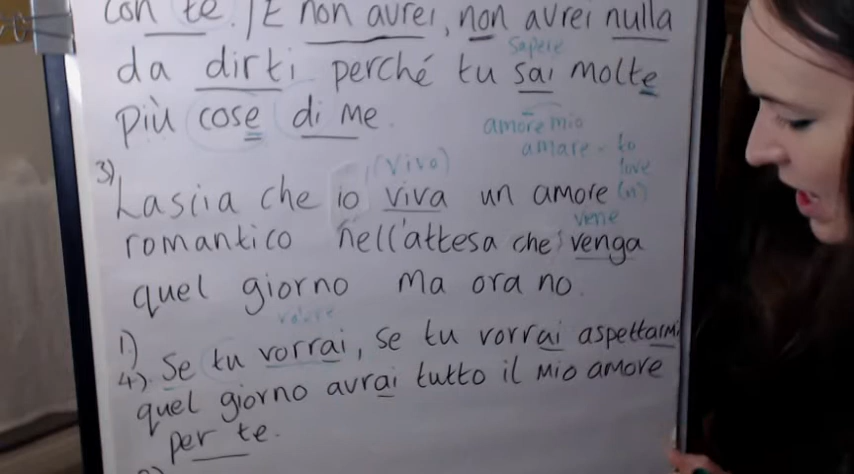 con te. / E non avrei, non avrei nulla
sapere
da dirti perché tu sai molte
più cose di me.
amore mio
amare - to love
3)
(vivo)
Lascia che io viva un amore (n)
viene
romantico nell'attesa che venga
quel giorno ma ora no.
volere
1) Se tu vorrai, se tu vorrai aspettarmi
4) quel giorno avrai tutto il mio amore
per te.